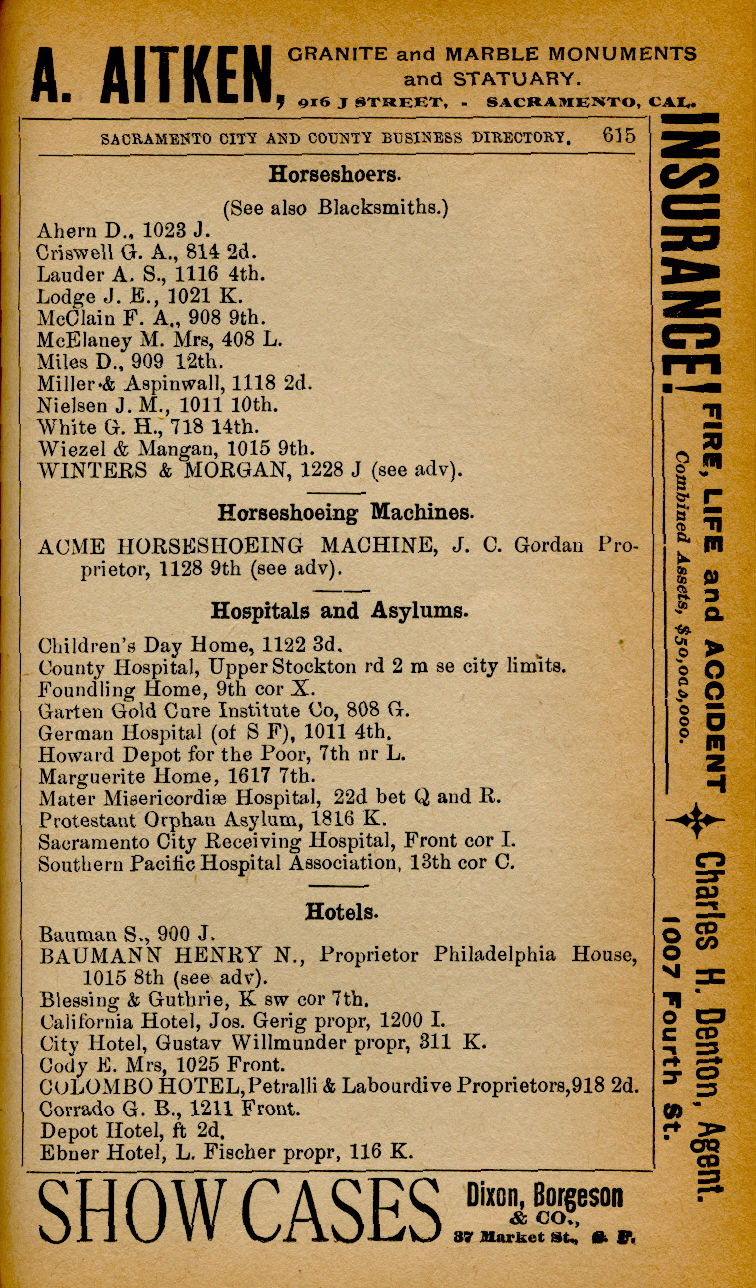 A. AITKEN, GRANITE and MARBLE MONUMENTS
and STATUARY.
916 J STREET, - SACRAMENTO, CAL.
SACRAMENTO CITY AND COUNTY BUSINESS DIRECTORY. 615
Horseshoers.
(See also Blacksmiths.)
Ahern D., 1023 J.
Criswell G. A., 814 2d.
Lauder A. S., 1116 4th.
Lodge J. E., 1021 K.
McClain F. A., 908 9th.
McElaney M. Mrs, 408 L.
Miles D., 909 12th.
Miller & Aspinwall, 1118 2d.
Nielsen J. M., 1011 10th.
White G. H., 718 14th.
Wiezel & Mangan, 1015 9th.
WINTERS & MORGAN, 1228 J (see adv).
Horseshoeing Machines.
ACME HORSESHOEING MACHINE, J. C. Gordan Pro-
prietor, 1128 9th (see adv).
Hospitals and Asylums.
Children's Day Home, 1122 3d.
County Hospital, Upper Stockton rd 2 m se city limits.
Foundling Home, 9th cor X.
Garten Gold Cure Institute Co, 808 G.
German Hospital (of S F), 1011 4th.
Howard Depot for the Poor, 7th nr L.
Marguerite Home, 1617 7th.
Mater Misericordiæ Hospital, 22d bet Q and R.
Protestant Orphan Asylum, 1816 K.
Sacramento City Receiving Hospital, Front cor I.
Southern Pacific Hospital Association, 13th cor C.
Hotels.
Bauman S., 900 J.
BAUMANN HENRY N., Proprietor Philadelphia House,
1015 8th (see adv).
Blessing & Guthrie, K sw cor 7th.
California Hotel, Jos. Gerig propr, 1200 I.
City Hotel, Gustav Willmunder propr, 311 K.
Cody E. Mrs, 1025 Front.
COLOMBO HOTEL, Petralli & Labourdive Proprietors, 918 2d.
Corrado G. B., 1211 Front.
Depot Hotel, ft 2d.
Ebner Hotel, L. Fischer propr, 116 K.
INSURANCE! FIRE, LIFE and ACCIDENT
Combined Assets, $50,000,000.
Charles H. Denton, Agent.
1007 Fourth St.
SHOW CASES Dixon, Borgeson
& CO.,
37 Market St., S. F.